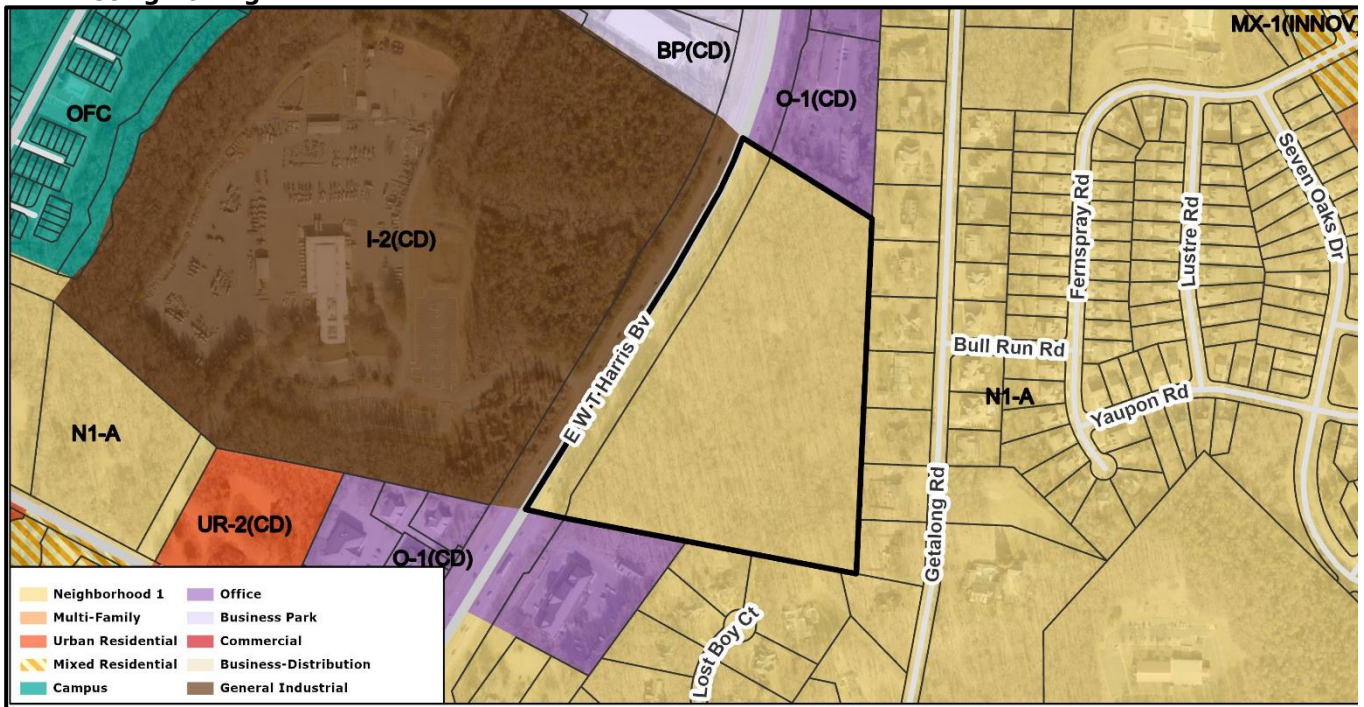 MX-1(INNOV)
BP(CD)
O-1(CD)
OFC
Seven Oaks Dr
Fernspray Rd
Lustre Rd
I-2(CD)
E W T Harris Bv
Bull Run Rd
N1-A
Yaupon Rd
N1-A
UR-2(CD)
O-1(CD)
Getalong Rd
Lost Boy Ct
Neighborhood 1
Multi-Family
Urban Residential
Mixed Residential
Campus
Office
Business Park
Commercial
Business-Distribution
General Industrial